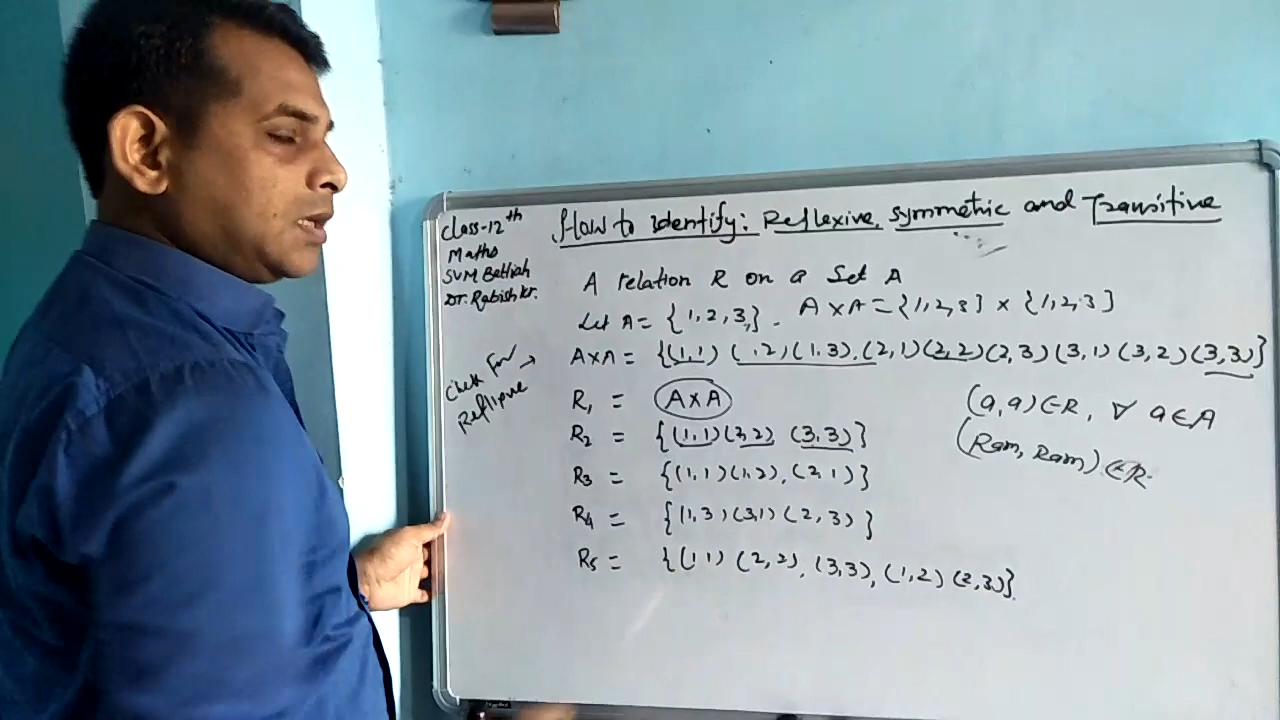 Class-12th
Maths
SVM Bettiah
Dr. Rabish Kr.
How to identify: Reflexive, symmetric and Transitive
A relation R on a Set A
Let A = {1,2,3}. A×A = {1,2,3} × {1,2,3}
A×A = {(1,1) ( ,2)(1,3),(2,1)(2,2)(2,3)(3,1)(3,2)(3,3)}
Check for →
Reflexive
R₁ = A×A
R₂ = {(1,1)(2,2) (3,3)}
R₃ = {(1,1)(1,2),(2,1)}
R₄ = {(1,3)(3,1)(2,3)}
R₅ = {(1 1) (2,2), (3,3), (1,2) (2,3)}.
(a,a)∈R, ∀ a∈A
(Ram, Ram)∈R.